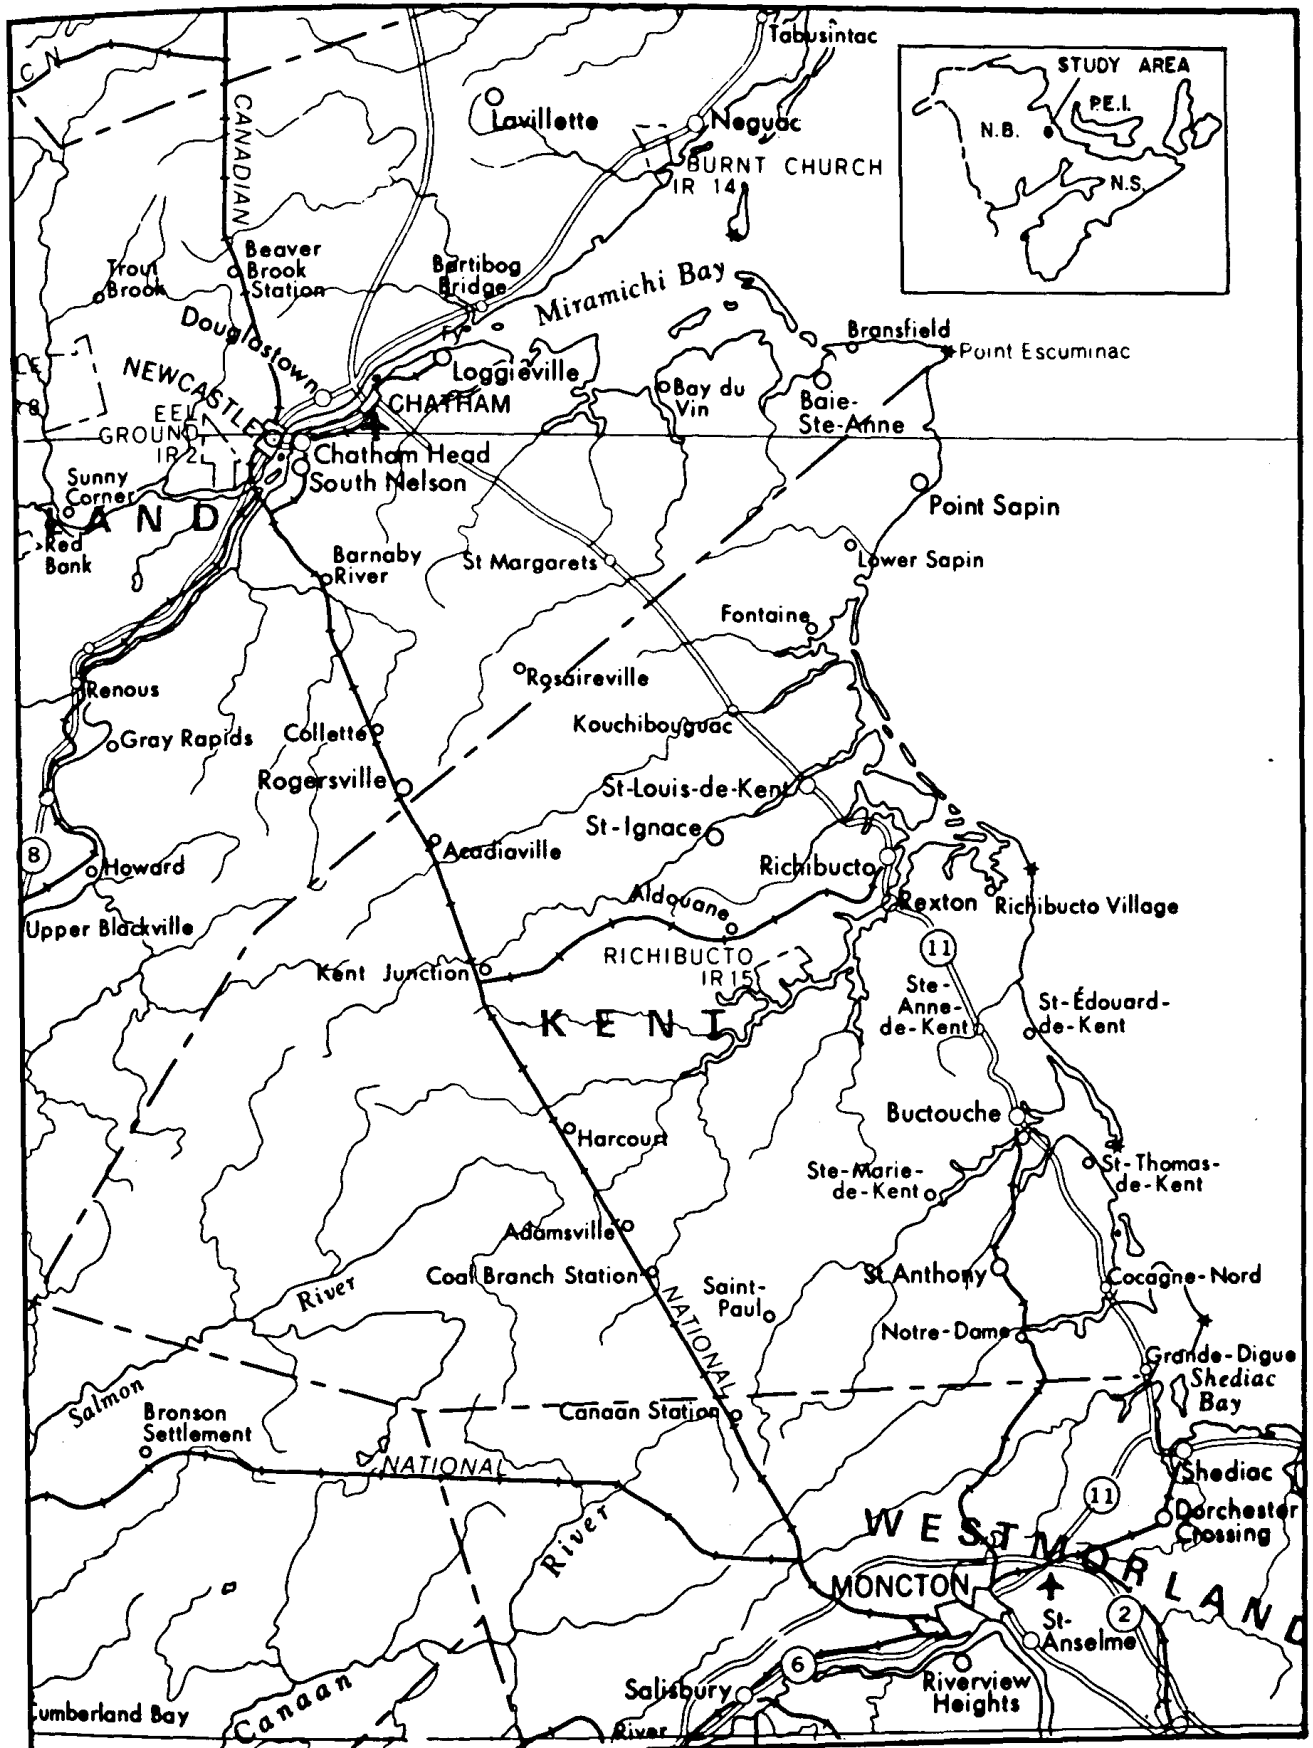 Tabusintac
C N
STUDY AREA
P.E.I.
N.B.
N.S.
CANADIAN
Lavillette
Neguac
BURNT CHURCH
IR 14
Beaver
Brook
Station
Trout
Brook
Bartibog
Bridge
Miramichi Bay
Douglastown
Bransfield
Point Escuminac
NEWCASTLE
Loggieville
CHATHAM
Bay du
Vin
Baie-
Ste-Anne
EEL
GROUND
IR 2
Chatham Head
South Nelson
Sunny
Corner
LAND
Red
Bank
Point Sapin
Barnaby
River
St Margarets
Lower Sapin
Fontaine
Rosaireville
Renous
Gray Rapids
Collette
Kouchibouguac
Rogersville
St-Louis-de-Kent
St-Ignace
8
Howard
Acadiaville
Richibucto
Aldouane
Rexton
Richibucto Village
Upper Blackville
11
RICHIBUCTO
IR 15
Kent Junction
Ste-
Anne-
de-Kent
St-Édouard-
de-Kent
KENT
Buctouche
Harcourt
Ste-Marie-
de-Kent
St-Thomas-
de-Kent
Adamsville
Coal Branch Station
St Anthony
Cocagne-Nord
River
Saint-
Paul
NATIONAL
Notre-Dame
Grande-Digue
Shediac
Bay
Salmon
Bronson
Settlement
Canaan Station
NATIONAL
Shediac
11
Dorchester
Crossing
River
WESTMORLAND
MONCTON
2
St-
Anselme
6
Riverview
Heights
Salisbury
Canaan
Cumberland Bay
River